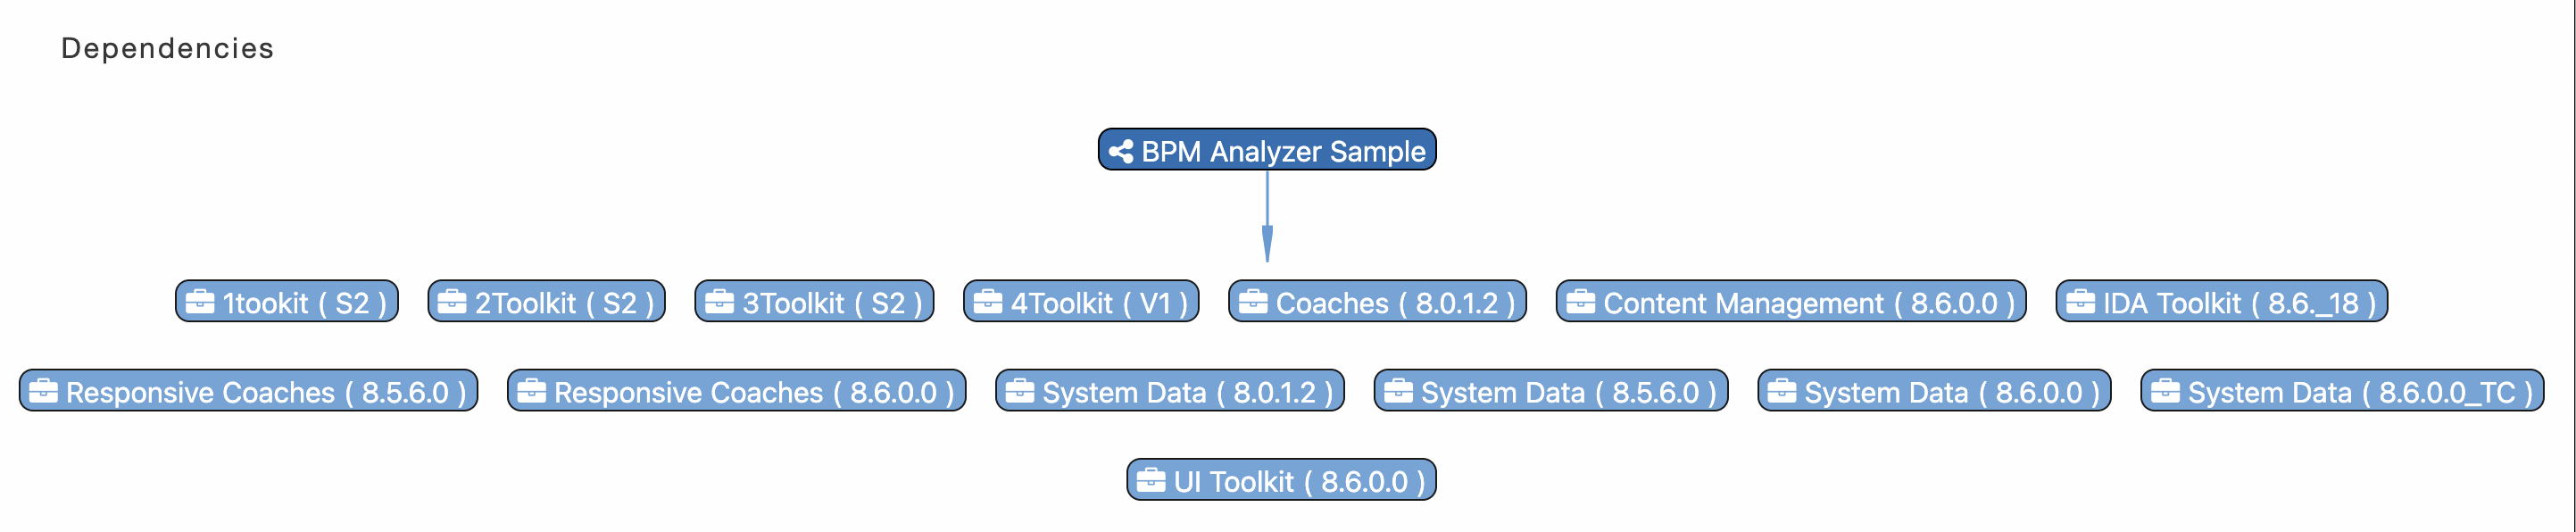 Dependencies
BPM Analyzer Sample
1tookit ( S2 ) 2Toolkit ( S2 ) 3Toolkit ( S2 ) 4Toolkit ( V1 ) Coaches ( 8.0.1.2 ) Content Management ( 8.6.0.0 ) IDA Toolkit ( 8.6._18 )
Responsive Coaches ( 8.5.6.0 ) Responsive Coaches ( 8.6.0.0 ) System Data ( 8.0.1.2 ) System Data ( 8.5.6.0 ) System Data ( 8.6.0.0 ) System Data ( 8.6.0.0_TC )
UI Toolkit ( 8.6.0.0 )